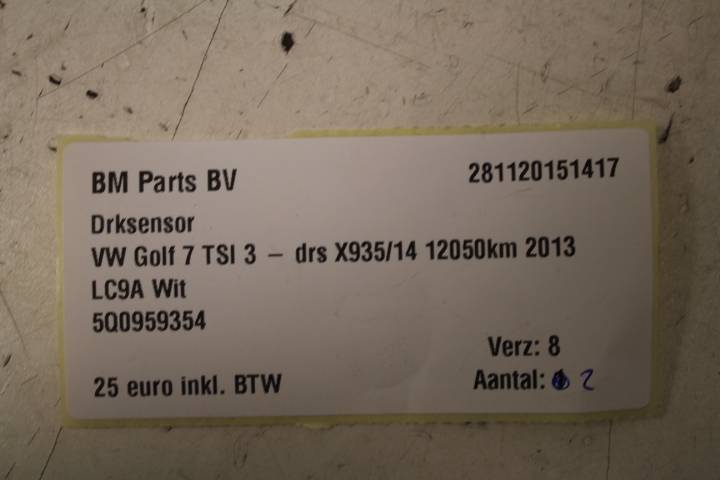 BM Parts BV 281120151417
Drksensor
VW Golf 7 TSI 3 – drs X935/14 12050km 2013
LC9A Wit
5Q0959354
Verz: 8
25 euro inkl. BTW Aantal: 2